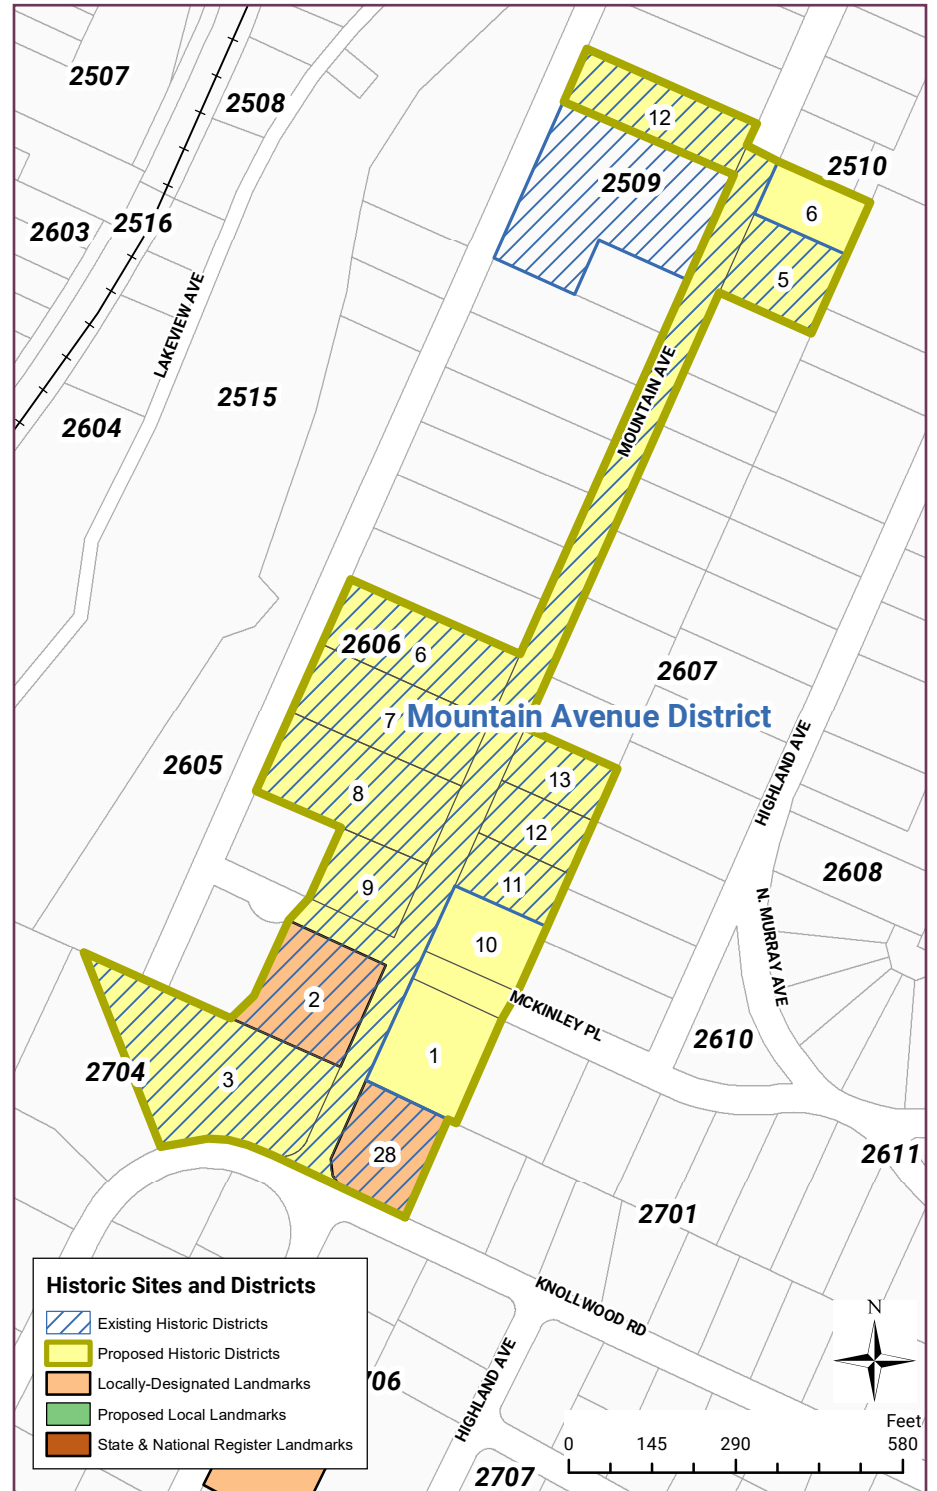 2507
2508
12
2509
2510
6
2603
2516
5
LAKEVIEW AVE
MOUNTAIN AVE
2515
2604
2606
6
2607
7
Mountain Avenue District
HIGHLAND AVE
2605
13
8
12
2608
9
11
N. MURRAY AVE
10
2
MCKINLEY PL
2610
1
2704
3
28
2611
2701
Historic Sites and Districts
Existing Historic Districts
Proposed Historic Districts
Locally-Designated Landmarks
Proposed Local Landmarks
State & National Register Landmarks
KNOLLWOOD RD
N
HIGHLAND AVE
06
Feet
0 145 290 580
2707